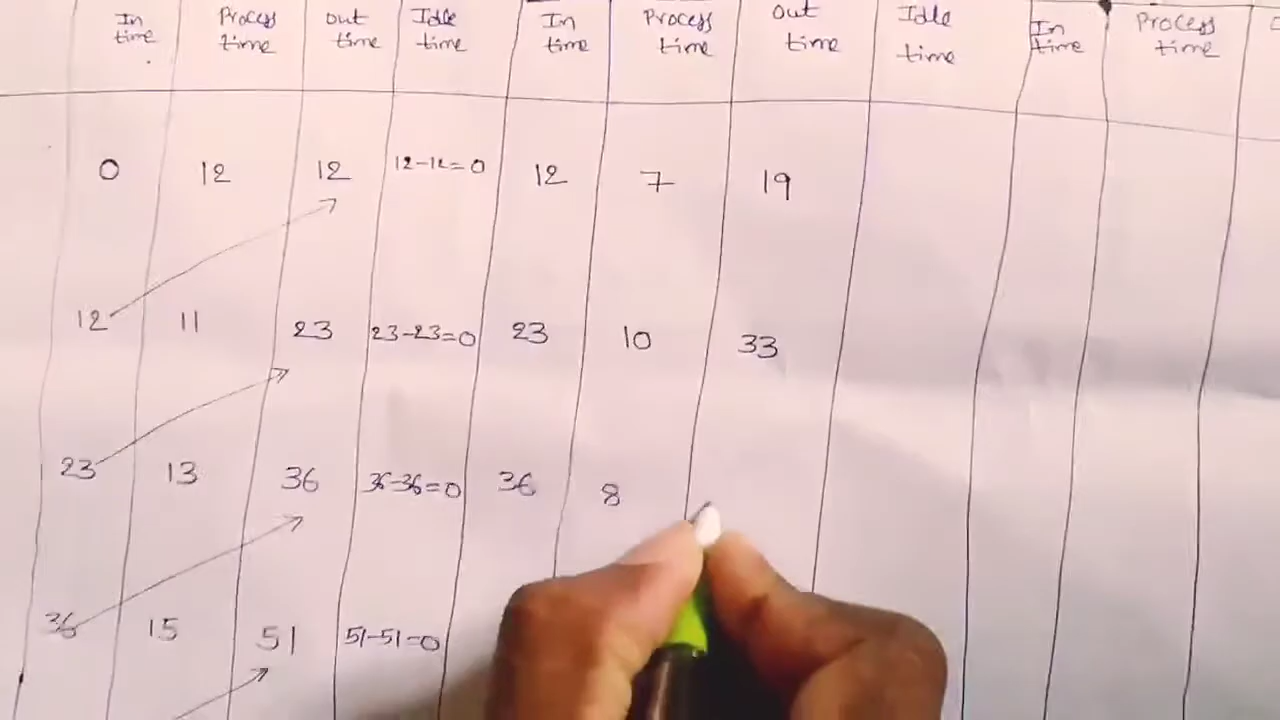 In Process out Idle In Process Out Idle In Process
time time time time time time time time time time
0 12 12 12-12=0 12 7 19
12 11 23 23-23=0 23 10 33
23 13 36 36-36=0 36 8
36 15 51 51-51=0